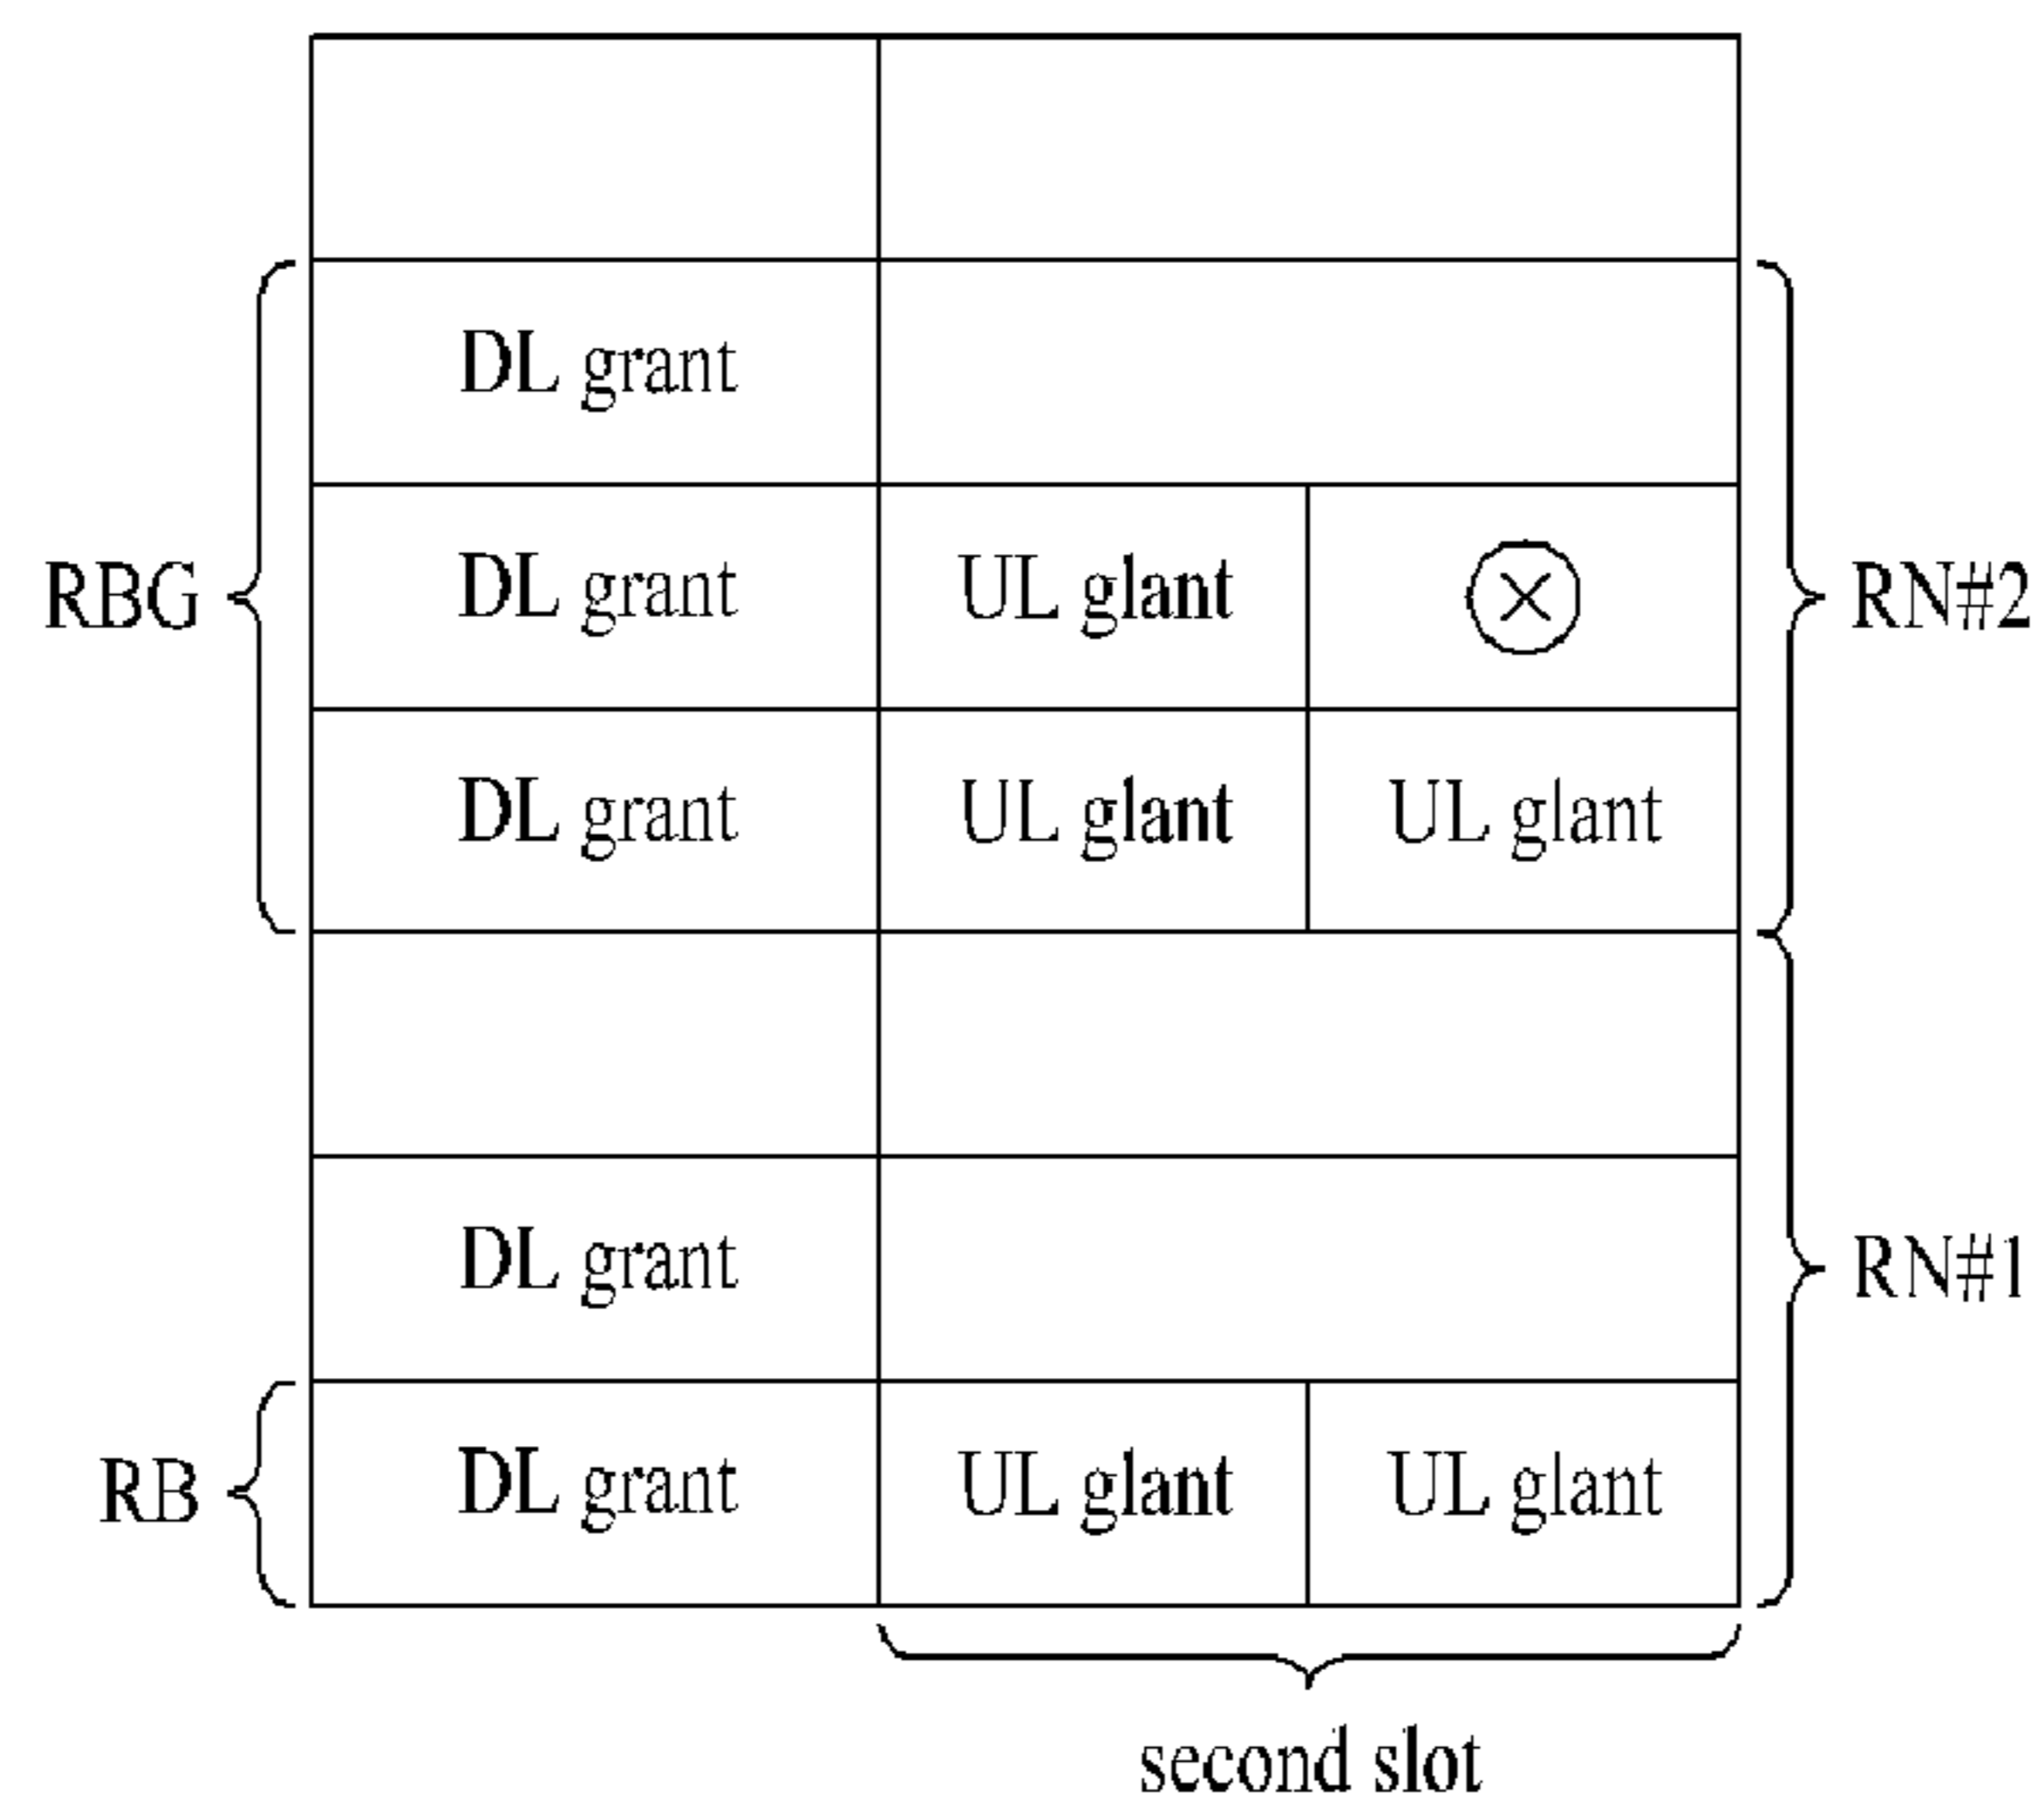 DL grant
RBG DL grant UL glant RN#2
DL grant UL glant UL glant
DL grant RN#1
RB DL grant UL glant UL glant
second slot